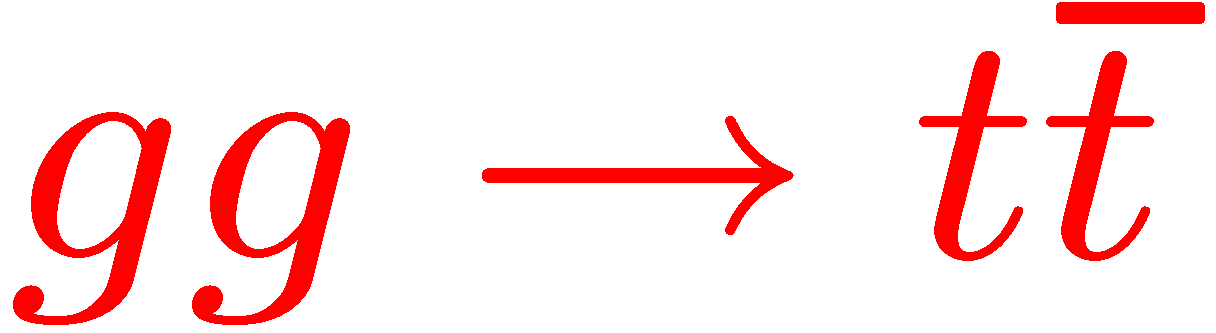 gg → tt̅